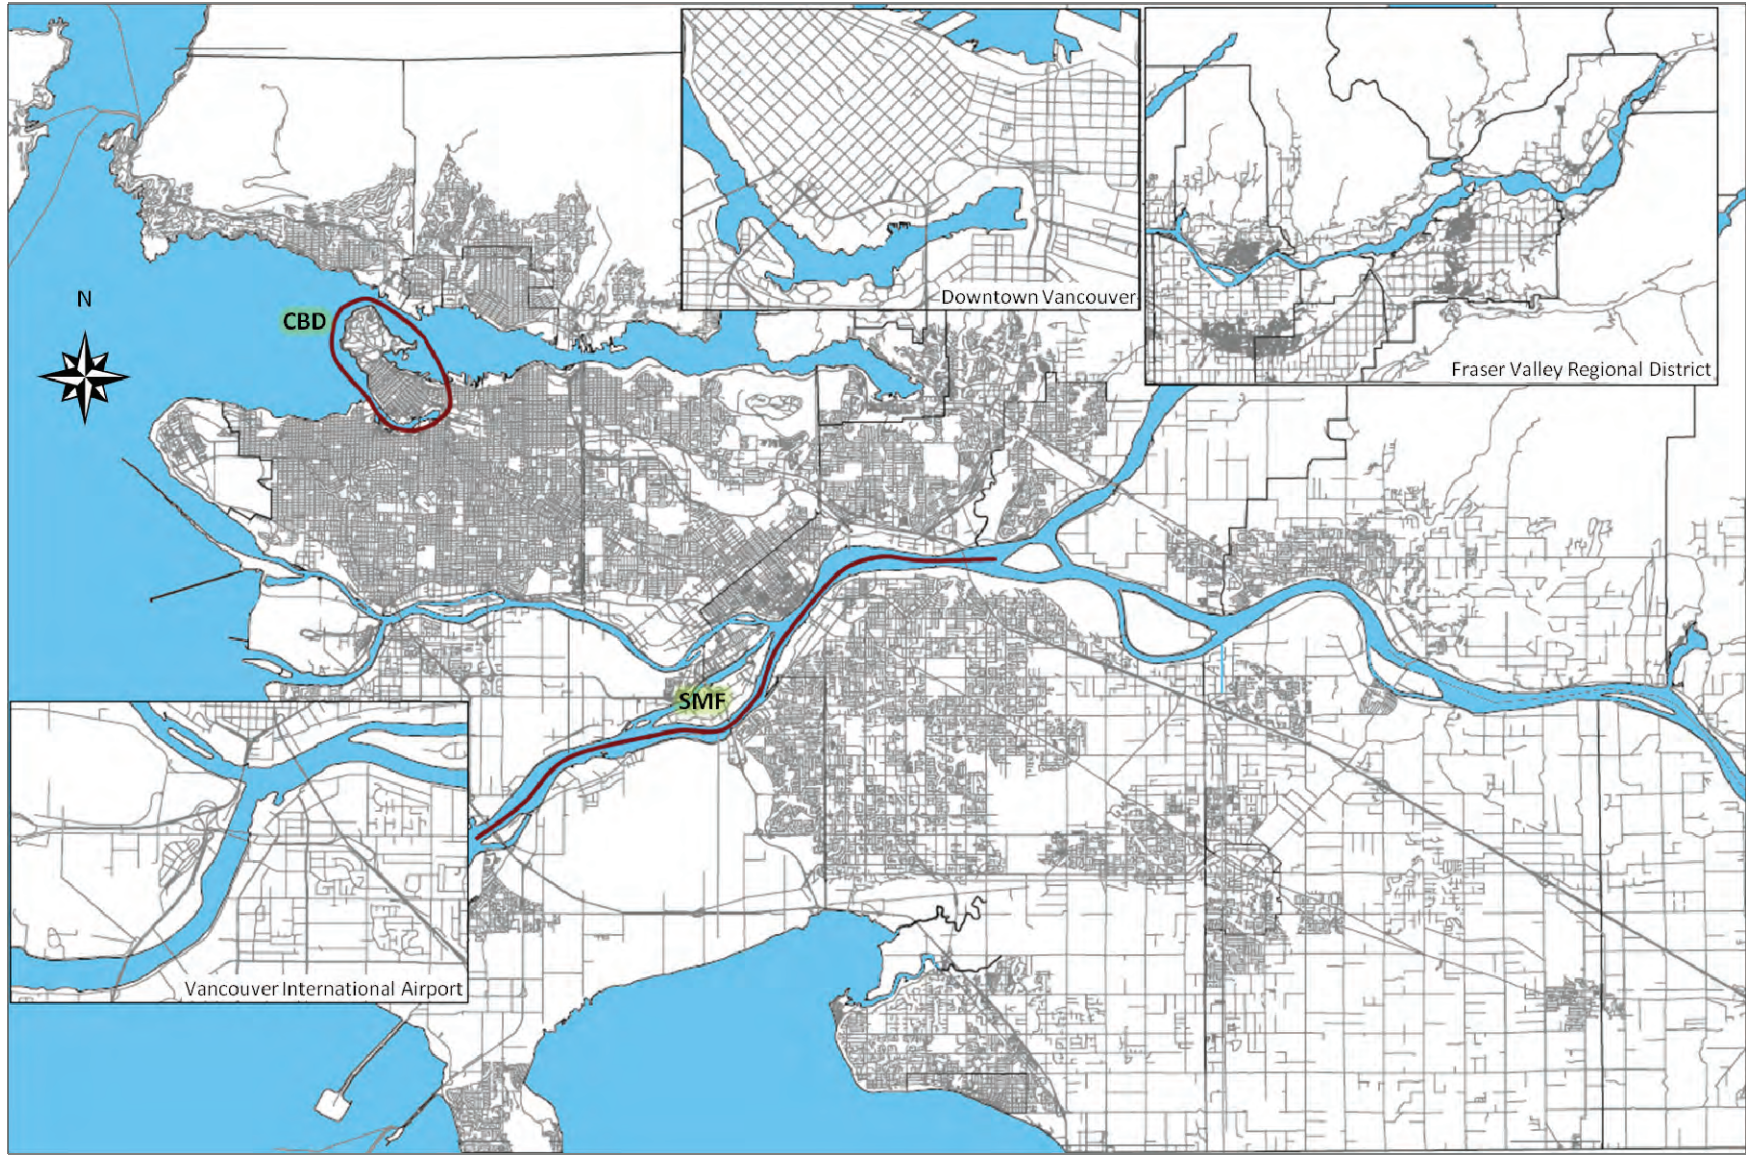 Downtown Vancouver
Fraser Valley Regional District
N
CBD
SMF
Vancouver International Airport